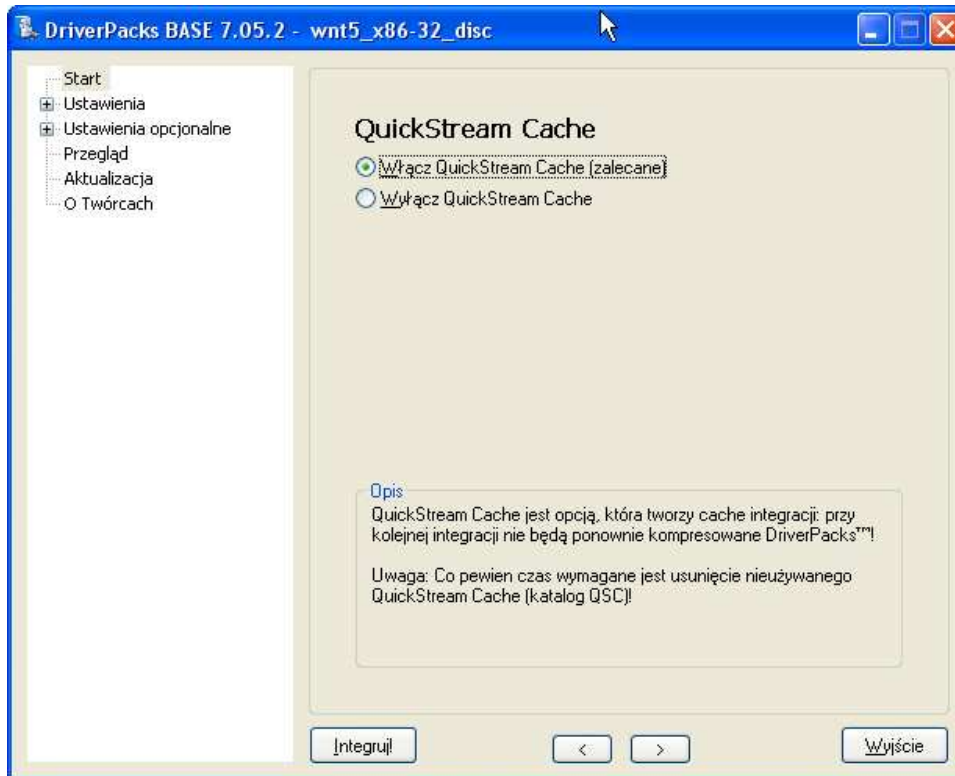 DriverPacks BASE 7.05.2 - wnt5_x86-32_disc
Start
Ustawienia
Ustawienia opcjonalne
Przegląd
Aktualizacja
O Twórcach
QuickStream Cache
Włącz QuickStream Cache (zalecane)
Wyłącz QuickStream Cache
Opis
QuickStream Cache jest opcją, która tworzy cache integracji: przy
kolejnej integracji nie będą ponownie kompresowane DriverPacks™!
Uwaga: Co pewien czas wymagane jest usunięcie nieużywanego
QuickStream Cache (katalog QSC)!
Integruj!
<
>
Wyjście